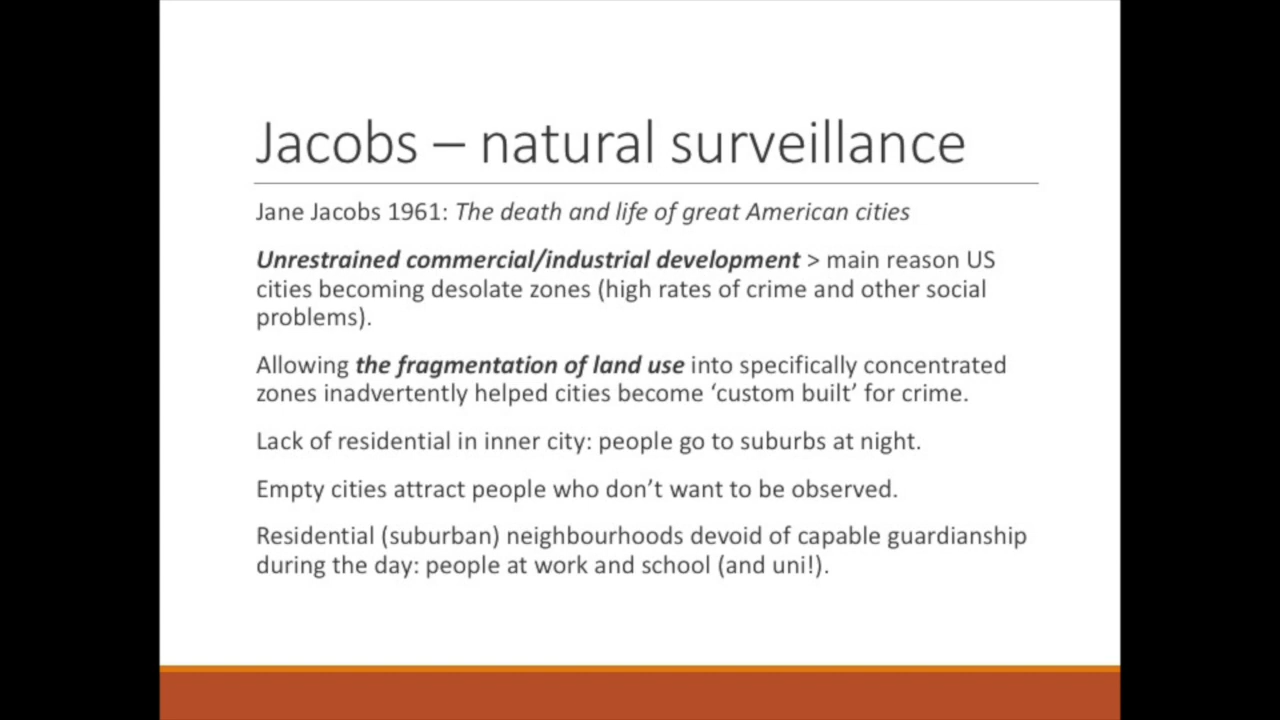 Jacobs – natural surveillance
Jane Jacobs 1961: The death and life of great American cities
Unrestrained commercial/industrial development > main reason US
cities becoming desolate zones (high rates of crime and other social
problems).
Allowing the fragmentation of land use into specifically concentrated
zones inadvertently helped cities become ‘custom built’ for crime.
Lack of residential in inner city: people go to suburbs at night.
Empty cities attract people who don’t want to be observed.
Residential (suburban) neighbourhoods devoid of capable guardianship
during the day: people at work and school (and uni!).